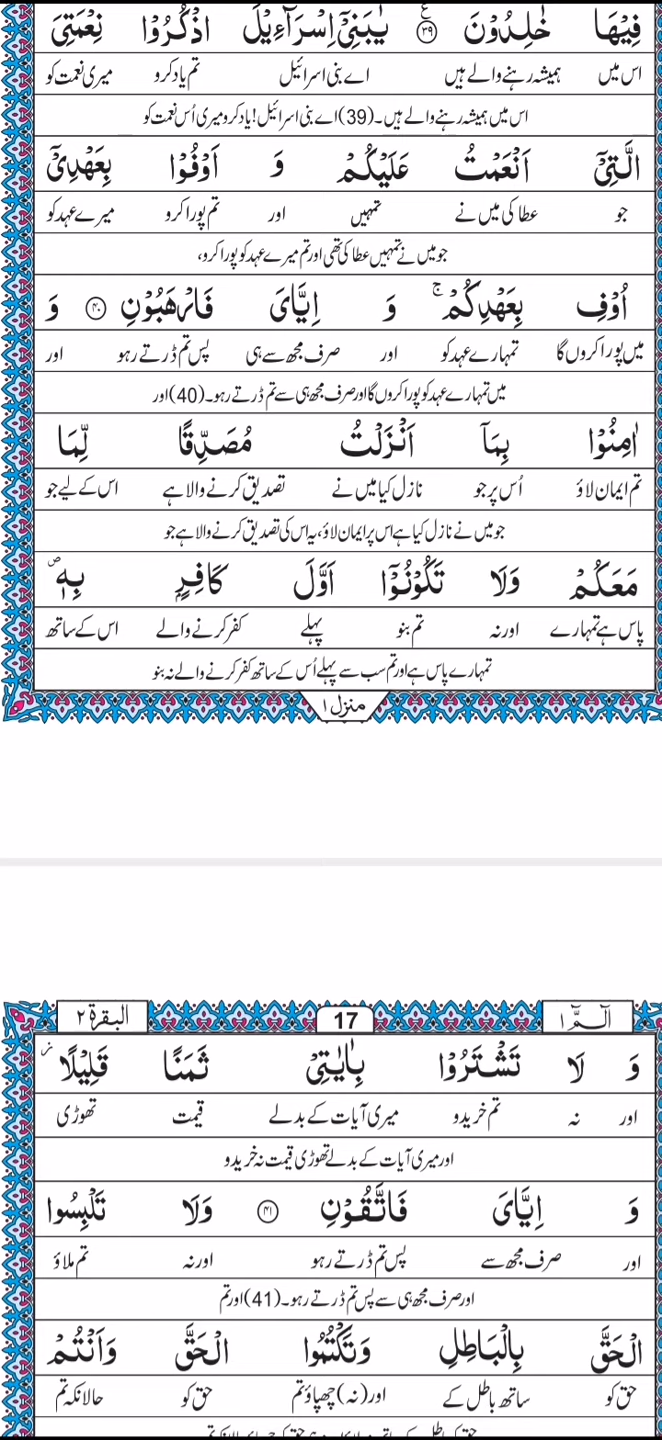 فِيْهَا خٰلِدُوْنَ ۟ع ﴿۳۹﴾ يٰبَنِيْٓ اِسْرَآءِيْلَ اذْكُرُوْا نِعْمَتِيَ
اس میں ہمیشہ رہنے والے ہیں اے بنی اسرائیل تم یاد کرو میری نعمت کو
اس میں ہمیشہ رہنے والے ہیں۔(39) اے بنی اسرائیل! یاد کرو میری اُس نعمت کو
الَّتِيْٓ اَنْعَمْتُ عَلَيْكُمْ وَ اَوْفُوْا بِعَهْدِيْٓ
جو عطا کی میں نے تمہیں اور تم پورا کرو میرے عہد کو
جو میں نے تمہیں عطا کی تھی اور تم میرے عہد کو پورا کرو،
اُوْفِ بِعَهْدِكُمْ ۚ وَ اِيَّايَ فَارْهَبُوْنِ ﴿۴۰﴾ وَ
میں پورا کروں گا تمہارے عہد کو اور صرف مجھ سے ہی پس تم ڈرتے رہو اور
میں تمہارے عہد کو پورا کروں گا اور صرف مجھ ہی سے تم ڈرتے رہو۔(40) اور
اٰمِنُوْا بِمَآ اَنْزَلْتُ مُصَدِّقًا لِّمَا
تم ایمان لاؤ اُس پر جو نازل کیا میں نے تصدیق کرنے والا ہے اس کے لیے جو
جو میں نے نازل کیا ہے اس پر ایمان لاؤ، یہ اس کی تصدیق کرنے والا ہے جو
مَعَكُمْ وَلَا تَكُوْنُوْٓا اَوَّلَ كَافِرٍۭ بِهٖ ۪
پاس ہے تمہارے اور نہ تم بنو پہلے کفر کرنے والے اس کے ساتھ
تمہارے پاس ہے اور تم سب سے پہلے اُس کے ساتھ کفر کرنے والے نہ بنو
منزل ۱
الٓـمّٓ ۱ 17 البقرۃ ۲
وَ لَا تَشْتَرُوْا بِاٰيٰتِيْ ثَمَنًا قَلِيْلًا ؗ
اور نہ تم خریدو میری آیات کے بدلے قیمت تھوڑی
اور میری آیات کے بدلے تھوڑی قیمت نہ خریدو
وَ اِيَّايَ فَاتَّقُوْنِ ﴿۴۱﴾ وَلَا تَلْبِسُوا
اور صرف مجھ سے پس تم ڈرتے رہو اور نہ تم ملاؤ
اور صرف مجھ ہی سے پس تم ڈرتے رہو۔(41) اور تم
الْحَقَّ بِالْبَاطِلِ وَتَكْتُمُوا الْحَقَّ وَاَنْتُمْ
حق کو ساتھ باطل کے اور (نہ) چھپاؤ تم حق کو حالانکہ تم